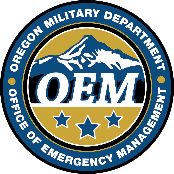 OREGON MILITARY DEPARTMENT
OEM
OFFICE OF EMERGENCY MANAGEMENT